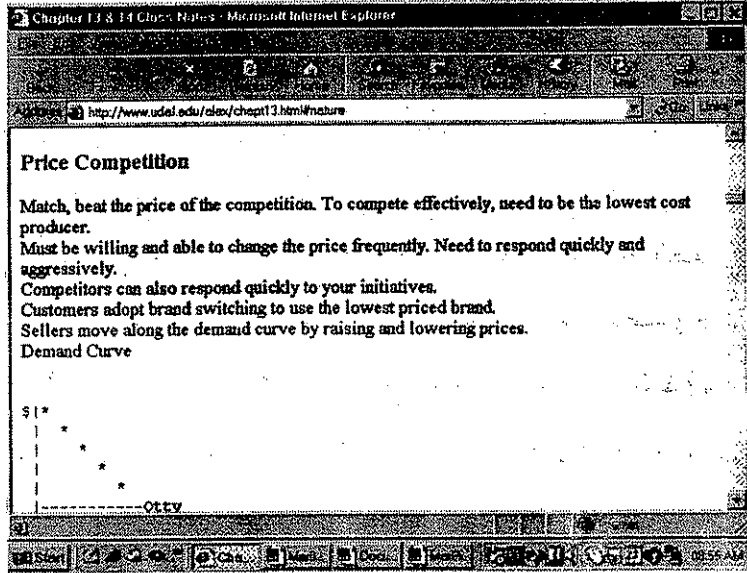 Chapter 13 & 14 Class Notes - Microsoft Internet Explorer
Address http://www.udel.edu/alex/chapt13.html#nature Go Links
Price Competition
Match, beat the price of the competition. To compete effectively, need to be the lowest cost
producer.
Must be willing and able to change the price frequently. Need to respond quickly and
aggressively.
Competitors can also respond quickly to your initiatives.
Customers adopt brand switching to use the lowest priced brand.
Sellers move along the demand curve by raising and lowering prices.
Demand Curve
$|*
| *
| *
| *
| *
|------------Qtty
Start